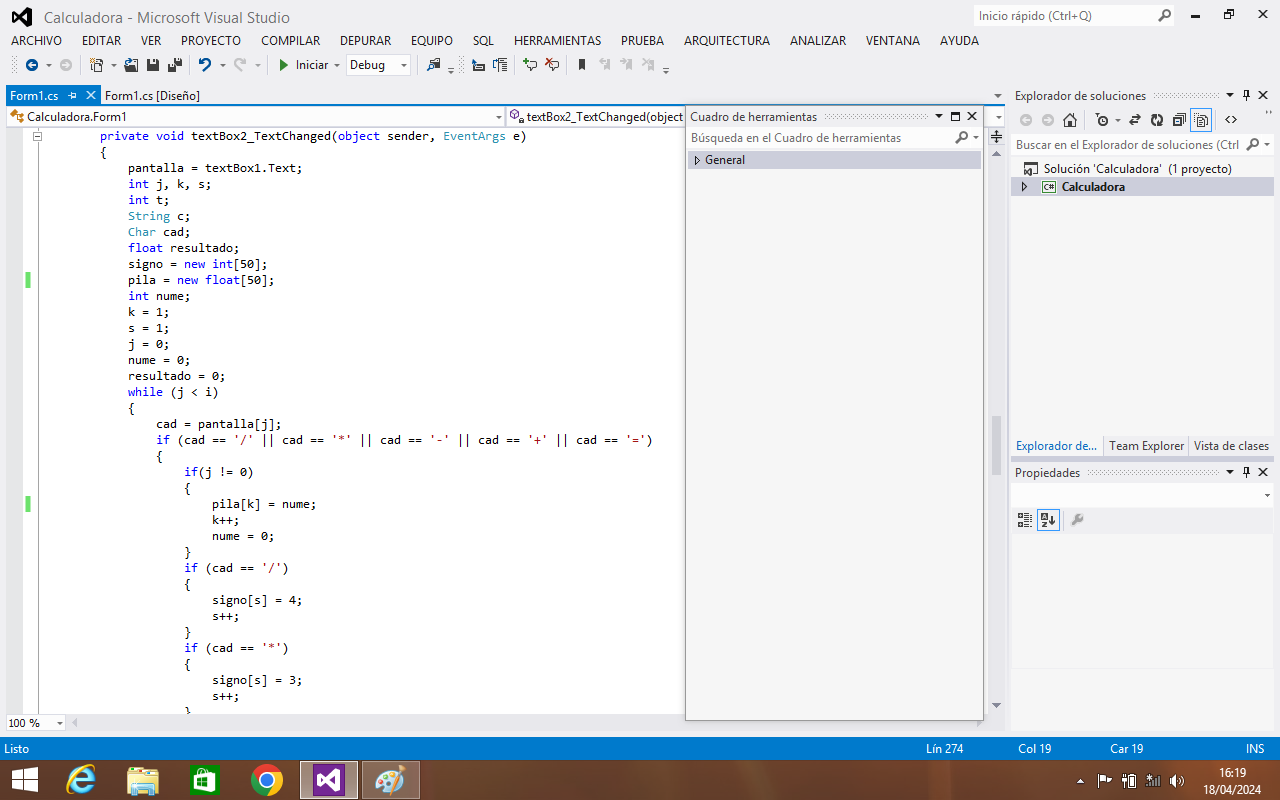 Calculadora - Microsoft Visual Studio
Inicio rápido (Ctrl+Q)
ARCHIVO EDITAR VER PROYECTO COMPILAR DEPURAR EQUIPO SQL HERRAMIENTAS PRUEBA ARQUITECTURA ANALIZAR VENTANA AYUDA
Iniciar Debug
Form1.cs Form1.cs [Diseño]
Calculadora.Form1 textBox2_TextChanged(object
private void textBox2_TextChanged(object sender, EventArgs e)
{
pantalla = textBox1.Text;
int j, k, s;
int t;
String c;
Char cad;
float resultado;
signo = new int[50];
pila = new float[50];
int nume;
k = 1;
s = 1;
j = 0;
nume = 0;
resultado = 0;
while (j < i)
{
cad = pantalla[j];
if (cad == '/' || cad == '*' || cad == '-' || cad == '+' || cad == '=')
{
if(j != 0)
{
pila[k] = nume;
k++;
nume = 0;
}
if (cad == '/')
{
signo[s] = 4;
s++;
}
if (cad == '*')
{
signo[s] = 3;
s++;
}
100 %
Cuadro de herramientas
Búsqueda en el Cuadro de herramientas
General
Explorador de soluciones
Buscar en el Explorador de soluciones (Ctrl
Solución 'Calculadora' (1 proyecto)
C# Calculadora
Explorador de... Team Explorer Vista de clases
Propiedades
Listo Lín 274 Col 19 Car 19 INS
16:19
18/04/2024